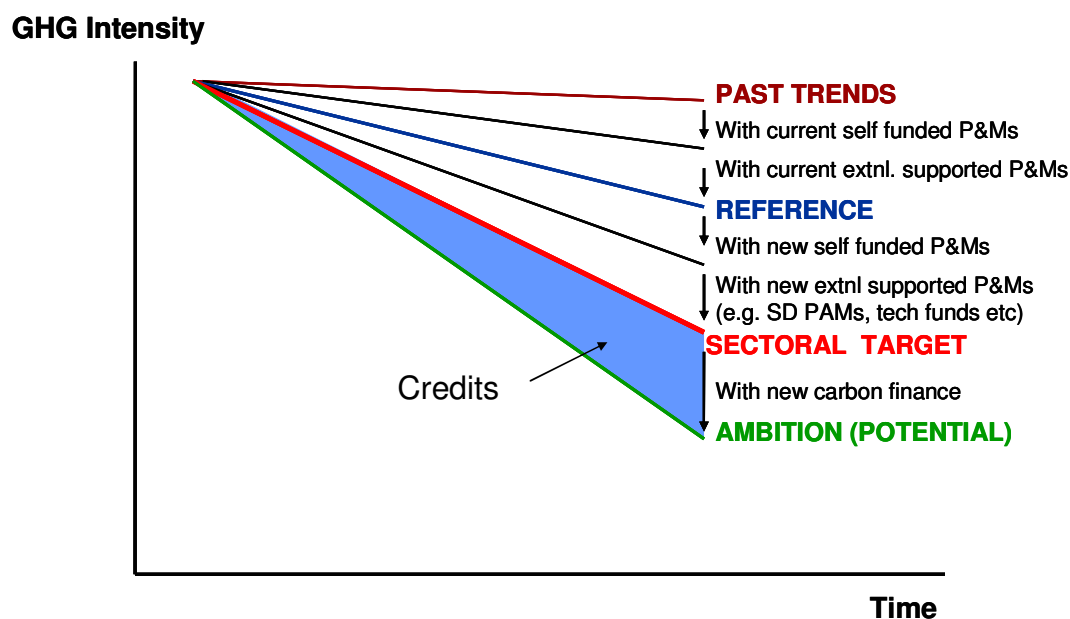 GHG Intensity
PAST TRENDS
With current self funded P&Ms
With current extnl. supported P&Ms
REFERENCE
With new self funded P&Ms
With new extnl supported P&Ms
(e.g. SD PAMs, tech funds etc)
SECTORAL TARGET
Credits
With new carbon finance
AMBITION (POTENTIAL)
Time